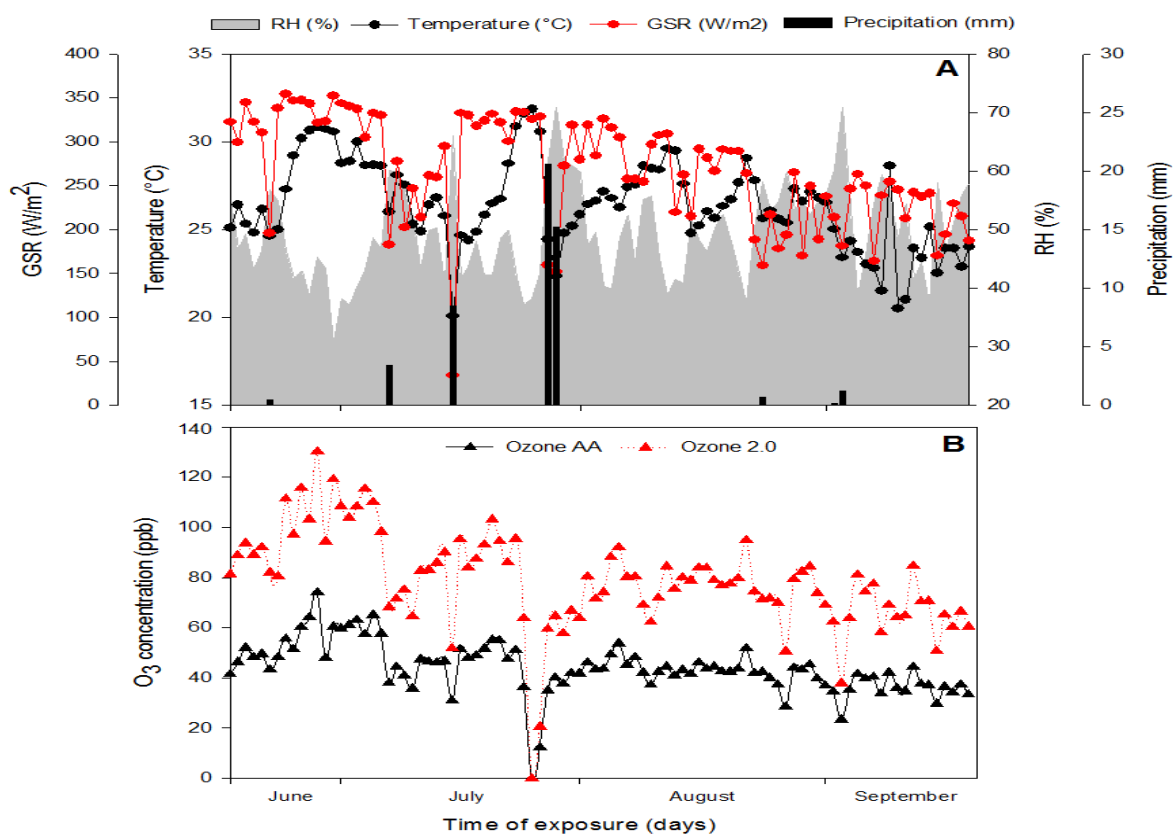 RH (%) Temperature (°C) GSR (W/m2) Precipitation (mm)
A
400 35 80 30
350 70 25
300 30
250 60 20
200 25 50 15
150
100 20 40 10
50 30 5
0 15 20 0
GSR (W/m²)
Temperature (°C)
RH (%)
Precipitation (mm)
B
Ozone AA Ozone 2.0
140
120
100
80
60
40
20
0
O₃ concentration (ppb)
June July August September
Time of exposure (days)